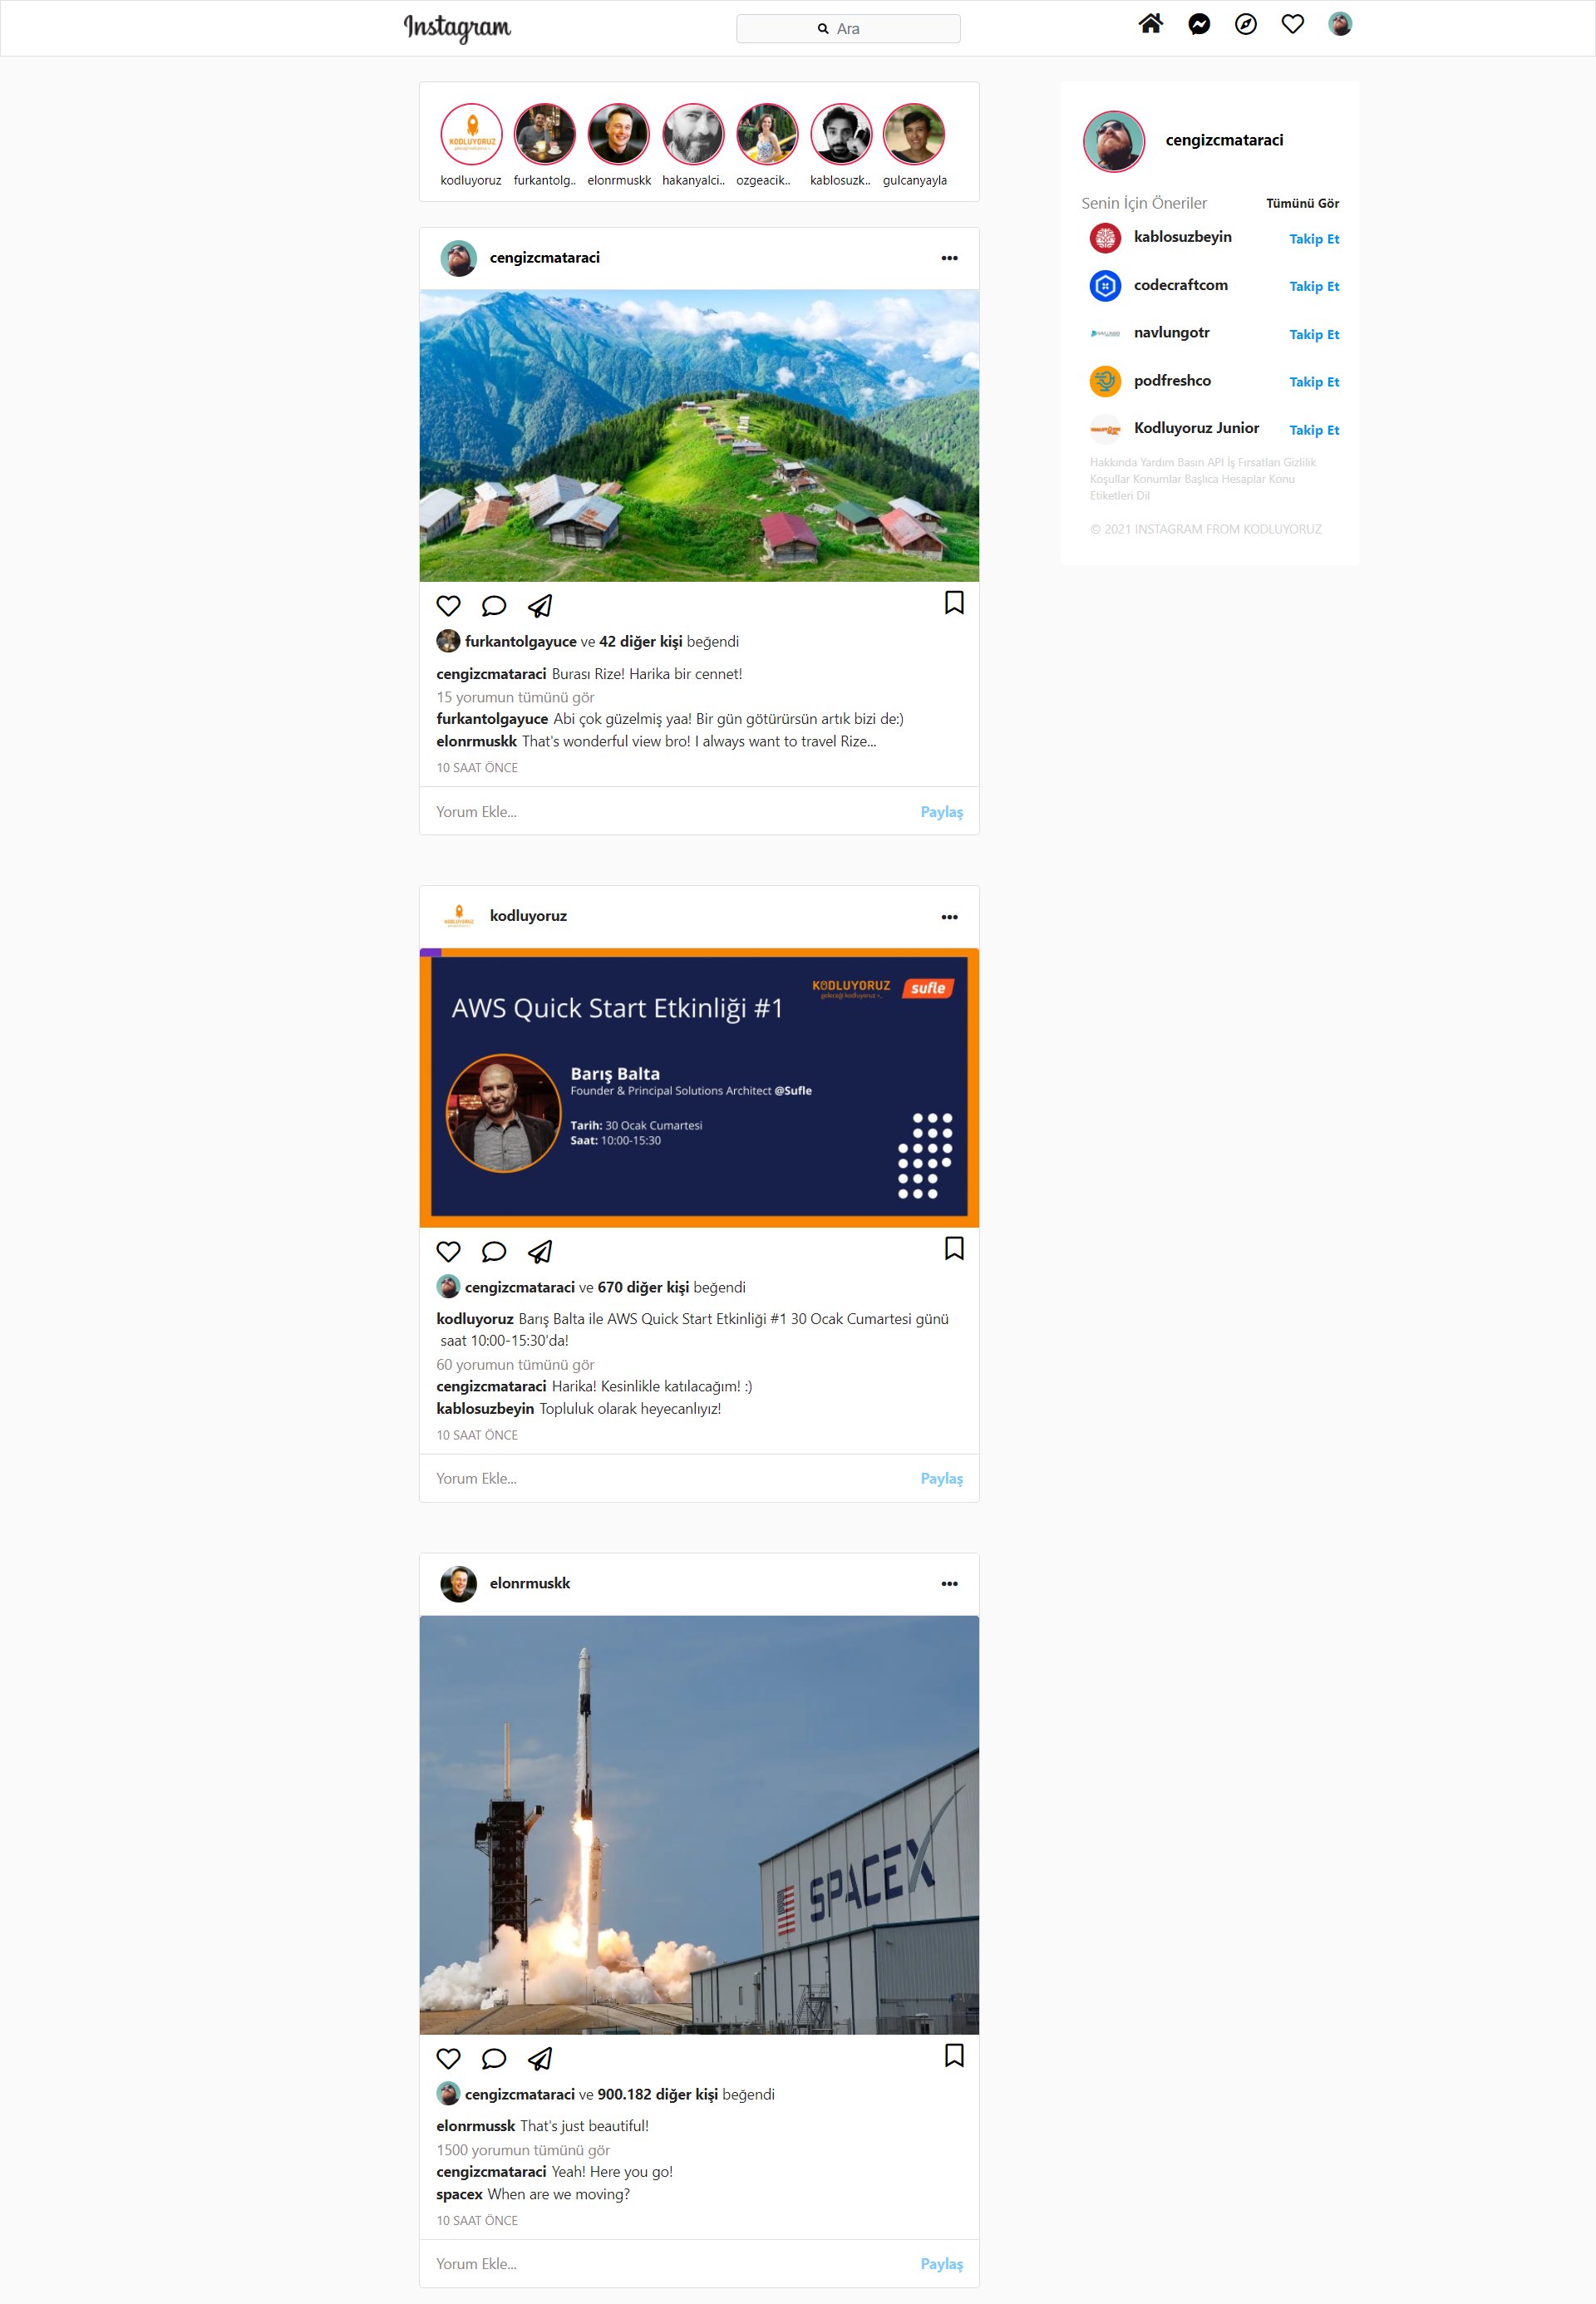 Instagram
Ara
KODLUYORUZ
kodluyoruz
furkantolg..
elonrmuskk
hakanyalci..
ozgeacik..
kablosuzk..
gulcanyayla
cengizcmataraci
Senin İçin Öneriler
Tümünü Gör
kablosuzbeyin
Takip Et
codecraftcom
Takip Et
navlungotr
Takip Et
podfreshco
Takip Et
Kodluyoruz Junior
Takip Et
Hakkında Yardım Basın API İş Fırsatları Gizlilik
Koşullar Konumlar Başlıca Hesaplar Konu
Etiketleri Dil
© 2021 INSTAGRAM FROM KODLUYORUZ
cengizcmataraci
furkantolgayuce ve 42 diğer kişi beğendi
cengizcmataraci Burası Rize! Harika bir cennet!
15 yorumun tümünü gör
furkantolgayuce Abi çok güzelmiş yaa! Bir gün götürürsün artık bizi de:)
elonrmuskk That's wonderful view bro! I always want to travel Rize...
10 SAAT ÖNCE
Yorum Ekle...
Paylaş
KODLUYORUZ
kodluyoruz
KODLUYORUZ
geleceği kodluyoruz >_
sufle
AWS Quick Start Etkinliği #1
Barış Balta
Founder & Principal Solutions Architect @Sufle
Tarih: 30 Ocak Cumartesi
Saat: 10:00-15:30
cengizcmataraci ve 670 diğer kişi beğendi
kodluyoruz Barış Balta ile AWS Quick Start Etkinliği #1 30 Ocak Cumartesi günü
saat 10:00-15:30'da!
60 yorumun tümünü gör
cengizcmataraci Harika! Kesinlikle katılacağım! :)
kablosuzbeyin Topluluk olarak heyecanlıyız!
10 SAAT ÖNCE
Yorum Ekle...
Paylaş
elonrmuskk
SPACEX
cengizcmataraci ve 900.182 diğer kişi beğendi
elonrmussk That's just beautiful!
1500 yorumun tümünü gör
cengizcmataraci Yeah! Here you go!
spacex When are we moving?
10 SAAT ÖNCE
Yorum Ekle...
Paylaş